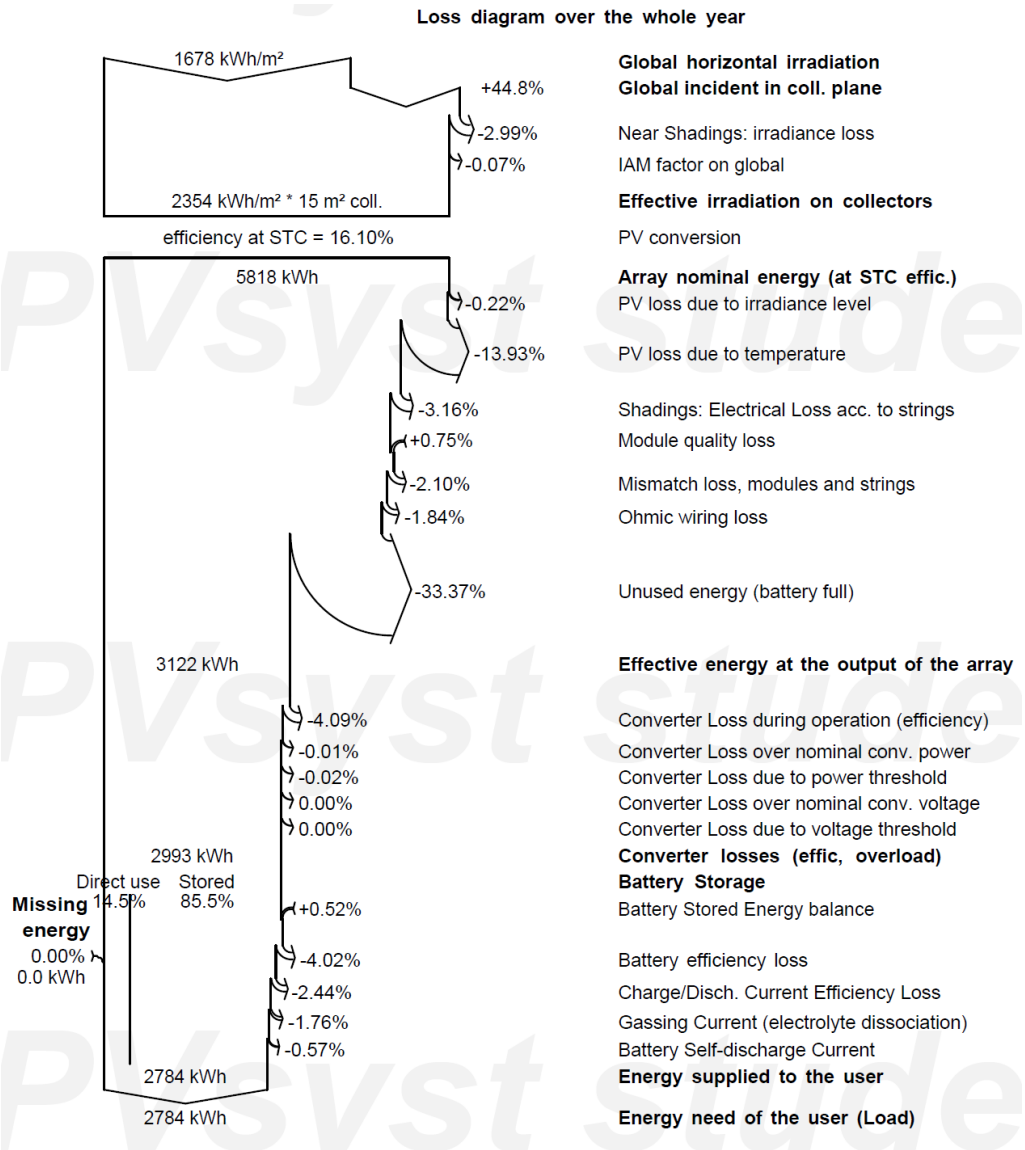 Loss diagram over the whole year
1678 kWh/m² Global horizontal irradiation
+44.8% Global incident in coll. plane
-2.99% Near Shadings: irradiance loss
-0.07% IAM factor on global
2354 kWh/m² * 15 m² coll. Effective irradiation on collectors
efficiency at STC = 16.10% PV conversion
5818 kWh Array nominal energy (at STC effic.)
-0.22% PV loss due to irradiance level
PVsyst stude
-13.93% PV loss due to temperature
-3.16% Shadings: Electrical Loss acc. to strings
+0.75% Module quality loss
-2.10% Mismatch loss, modules and strings
-1.84% Ohmic wiring loss
-33.37% Unused energy (battery full)
3122 kWh Effective energy at the output of the array
PVsyst stude
-4.09% Converter Loss during operation (efficiency)
-0.01% Converter Loss over nominal conv. power
-0.02% Converter Loss due to power threshold
0.00% Converter Loss over nominal conv. voltage
0.00% Converter Loss due to voltage threshold
2993 kWh Converter losses (effic, overload)
Direct use Stored Battery Storage
Missing 14.5% 85.5% +0.52% Battery Stored Energy balance
energy
0.00% -4.02% Battery efficiency loss
0.0 kWh
-2.44% Charge/Disch. Current Efficiency Loss
-1.76% Gassing Current (electrolyte dissociation)
-0.57% Battery Self-discharge Current
PVsyst stude
2784 kWh Energy supplied to the user
2784 kWh Energy need of the user (Load)